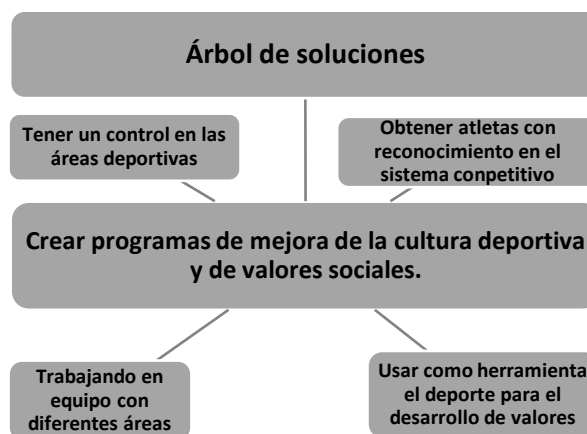 Árbol de soluciones
Tener un control en las
áreas deportivas
Obtener atletas con
reconocimiento en el
sistema conpetitivo
Crear programas de mejora de la cultura deportiva
y de valores sociales.
Trabajando en
equipo con
diferentes áreas
Usar como herramienta
el deporte para el
desarrollo de valores